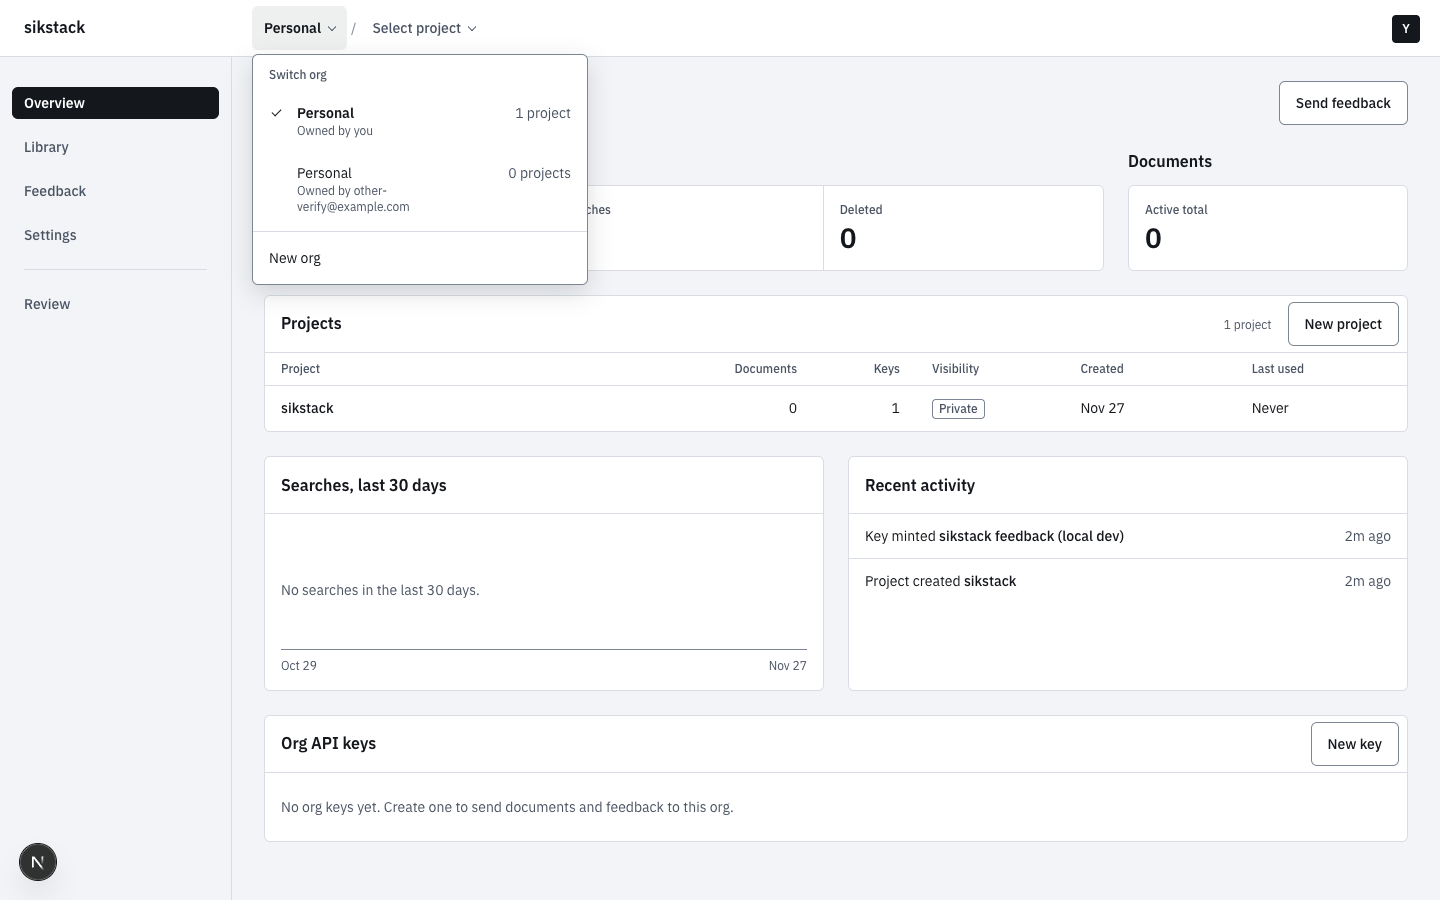 sikstack
Personal / Select project
Y
Switch org
Personal 1 project
Owned by you
Personal 0 projects
Owned by other-
verify@example.com
New org
Overview
Library
Feedback
Settings
Review
Send feedback
Documents
ches
Deleted
0
Active total
0
Projects 1 project New project
Project Documents Keys Visibility Created Last used
sikstack 0 1 Private Nov 27 Never
Searches, last 30 days
No searches in the last 30 days.
Oct 29 Nov 27
Recent activity
Key minted sikstack feedback (local dev) 2m ago
Project created sikstack 2m ago
Org API keys New key
No org keys yet. Create one to send documents and feedback to this org.
N